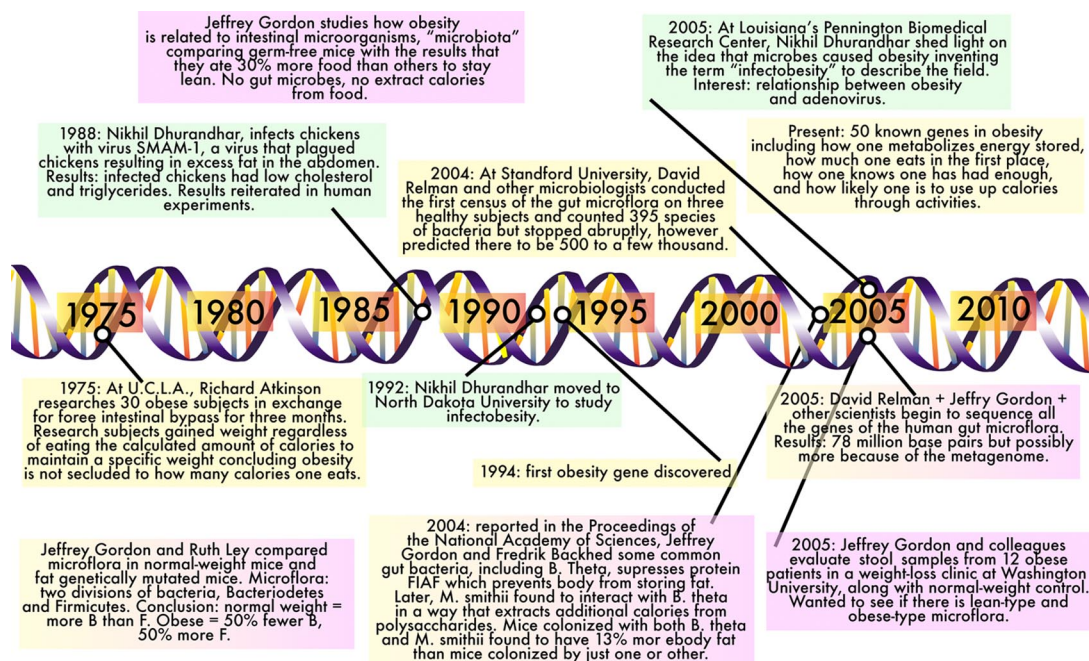 Jeffrey Gordon studies how obesity
is related to intestinal microorganisms, “microbiota”
comparing germ-free mice with the results that
they ate 30% more food than others to stay
lean. No gut microbes, no extract calories
from food.
2005: At Louisiana’s Pennington Biomedical
Research Center, Nikhil Dhurandhar shed light on
the idea that microbes caused obesity inventing
the term “infectobesity” to describe the field.
Interest: relationship between obesity
and adenovirus.
1988: Nikhil Dhurandhar, infects chickens
with virus SMAM-1, a virus that plagued
chickens resulting in excess fat in the abdomen.
Results: infected chickens had low cholesterol
and triglycerides. Results reiterated in human
experiments.
2004: At Standford University, David
Relman and other microbiologists conducted
the first census of the gut microflora on three
healthy subjects and counted 395 species
of bacferia but stopped abruptly, however
predicted there to be 500 to a few thousand.
Present: 50 known genes in obesity
including how one metabolizes energy stored,
how much one eats in the first place,
how one knows one has had enough,
and how likely one is to use up calories
through activities.
1975
1980
1985
1990
1995
2000
2005
2010
1975: At U.C.L.A., Richard Atkinson
researches 30 obese subjects in exchange
for foree intestinal bypass for three months.
Research subjects gained weight regardless
of eating the calculated amount of calories to
maintain a specific weight concluding obesity
is not secluded to how many calories one eats.
1992: Nikhil Dhurandhar moved to
North Dakota University to study
infectobesity.
1994: first obesity gene discovered
2005: David Relman + Jeffry Gordon +
other scientists begin to sequence all
the genes of the human gut microflora.
Results: 78 million base pairs but possibly
more because of the metagenome.
Jeffrey Gordon and Ruth Ley compared
microflora in normal-weight mice and
fat genetically mutated mice. Microflora:
two divisions of bacteria, Bacteriodetes
and Firmicutes. Conclusion: normal weight =
more B than F. Obese = 50% fewer B,
50% more F.
2004: reported in the Proceedings of
the National Academy of Sciences, Jeffrey
Gordon and Fredrik Backhed some common
gut bacteria, including B. Theta, supresses protein
FIAF which prevents body from storing fat.
Later, M. smithii found to interact with B. theta
in a way that extracts additional calories from
polysaccharides. Mice colonized with both B. theta
and M. smithii found to have 13% mor ebody fat
than mice colonized by just one or other.
2005: Jeffrey Gordon and colleagues
evaluate stool samples from 12 obese
patients in a weight-loss clinic at Washington
University, along with normal-weight control.
Wanted to see if there is lean-type and
obese-type microflora.